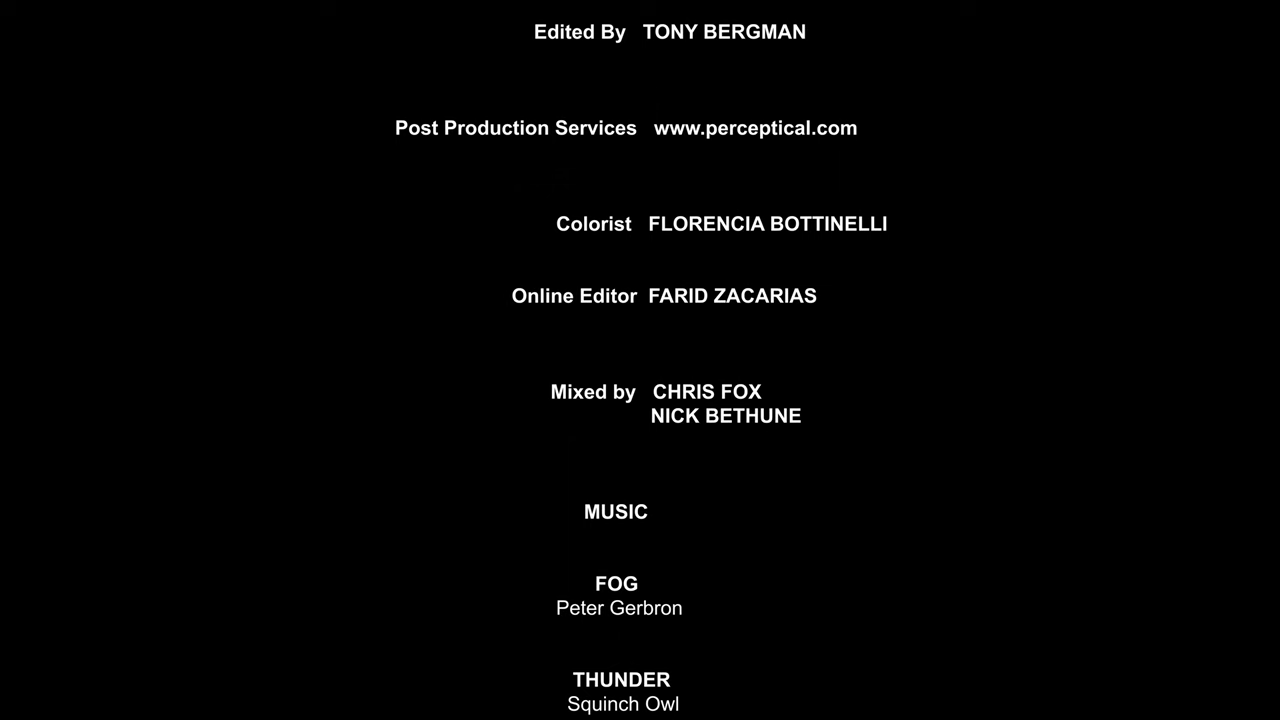 Edited By TONY BERGMAN
Post Production Services www.perceptical.com
Colorist FLORENCIA BOTTINELLI
Online Editor FARID ZACARIAS
Mixed by CHRIS FOX
NICK BETHUNE
MUSIC
FOG
Peter Gerbron
THUNDER
Squinch Owl